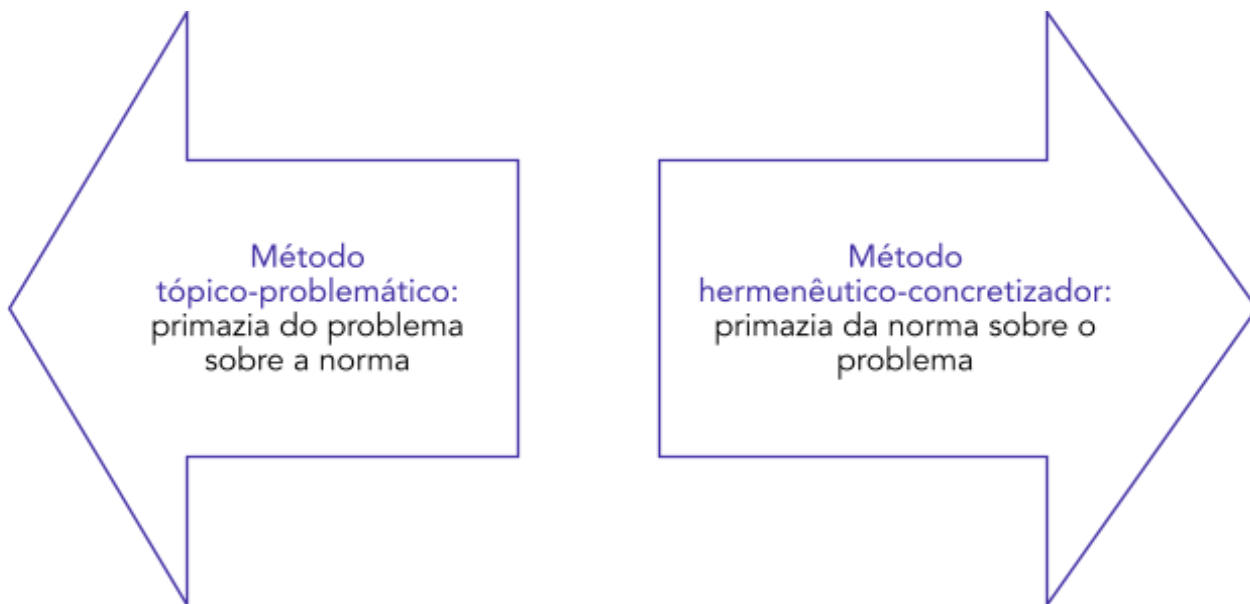 Método
tópico-problemático:
primazia do problema
sobre a norma
Método
hermenêutico-concretizador:
primazia da norma sobre o
problema